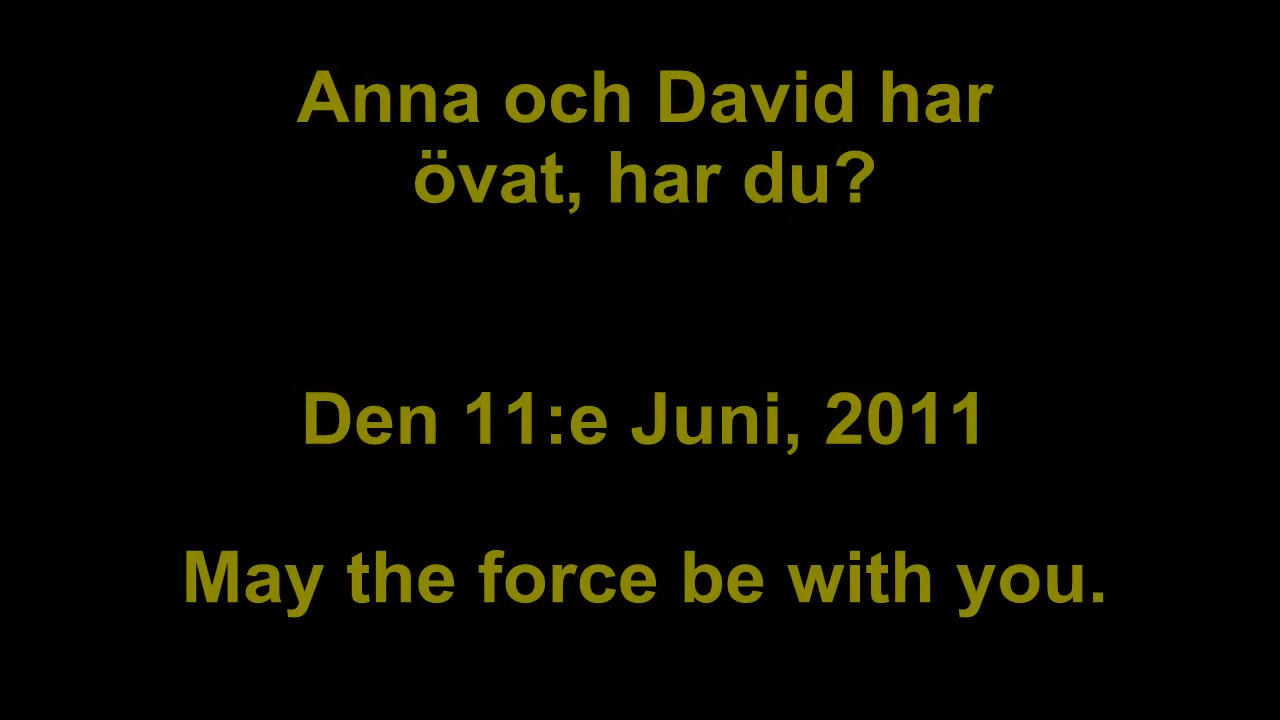 Anna och David har
övat, har du?
Den 11:e Juni, 2011
May the force be with you.